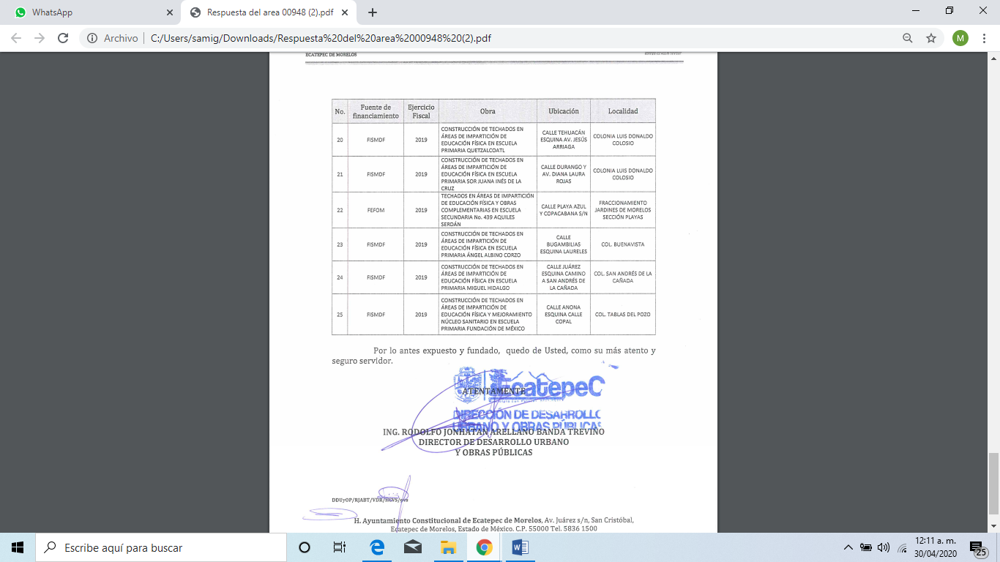 WhatsApp
Respuesta del area 00948 (2).pdf
Archivo
C:/Users/samig/Downloads/Respuesta%20del%20area%2000948%20(2).pdf
M
ECATEPEC DE MORELOS
No.
Fuente de
financiamiento
Ejercicio
Fiscal
Obra
Ubicación
Localidad
20
FISMDF
2019
CONSTRUCCIÓN DE TECHADOS EN
ÁREAS DE IMPARTICIÓN DE
EDUCACIÓN FÍSICA EN ESCUELA
PRIMARIA QUETZALCOATL
CALLE TEHUACÁN
ESQUINA AV. JESÚS
ARRIAGA
COLONIA LUIS DONALDO
COLOSIO
21
FISMDF
2019
CONSTRUCCIÓN DE TECHADOS EN
ÁREAS DE IMPARTICIÓN DE
EDUCACIÓN FÍSICA EN ESCUELA
PRIMARIA SOR JUANA INÉS DE LA
CRUZ
CALLE DURANGO Y
AV. DIANA LAURA
ROJAS
COLONIA LUIS DONALDO
COLOSIO
22
FEFOM
2019
TECHADOS EN ÁREAS DE IMPARTICIÓN
DE EDUCACIÓN FÍSICA Y OBRAS
COMPLEMENTARIAS EN ESCUELA
SECUNDARIA No. 439 AQUILES
SERDÁN
CALLE PLAYA AZUL
Y COPACABANA S/N
FRACCIONAMIENTO
JARDINES DE MORELOS
SECCIÓN PLAYAS
23
FISMDF
2019
CONSTRUCCIÓN DE TECHADOS EN
ÁREAS DE IMPARTICIÓN DE
EDUCACIÓN FÍSICA EN ESCUELA
PRIMARIA ÁNGEL ALBINO CORZO
CALLE
BUGAMBILIAS
ESQUINA LAURELES
COL. BUENAVISTA
24
FISMDF
2019
CONSTRUCCIÓN DE TECHADOS EN
ÁREAS DE IMPARTICIÓN DE
EDUCACIÓN FÍSICA EN ESCUELA
PRIMARIA MIGUEL HIDALGO
CALLE JUÁREZ
ESQUINA CAMINO
A SAN ANDRÉS DE
LA CAÑADA
COL. SAN ANDRÉS DE LA
CAÑADA
25
FISMDF
2019
CONSTRUCCIÓN DE TECHADOS EN
ÁREAS DE IMPARTICIÓN DE
EDUCACIÓN FÍSICA Y MEJORAMIENTO
NÚCLEO SANITARIO EN ESCUELA
PRIMARIA FUNDACIÓN DE MÉXICO
CALLE ANONA
ESQUINA CALLE
COPAL
COL. TABLAS DEL POZO
Por lo antes expuesto y fundado, quedo de Usted, como su más atento y
seguro servidor.
Ecatepec
ATENTAMENTE
DIRECCIÓN DE DESARROLLO
URBANO Y OBRAS PÚBLICAS
ING. RODOLFO JONHATAN ARELLANO BANDA TREVIÑO
DIRECTOR DE DESARROLLO URBANO
Y OBRAS PÚBLICAS
DDUyOP/RJABT/VDR/HGVS/
H. Ayuntamiento Constitucional de Ecatepec de Morelos, Av. Juárez s/n, San Cristóbal,
Ecatepec de Morelos, Estado de México, C.P. 55000 Tel. 5836 1500
Escribe aquí para buscar
12:11 a. m.
30/04/2020
25